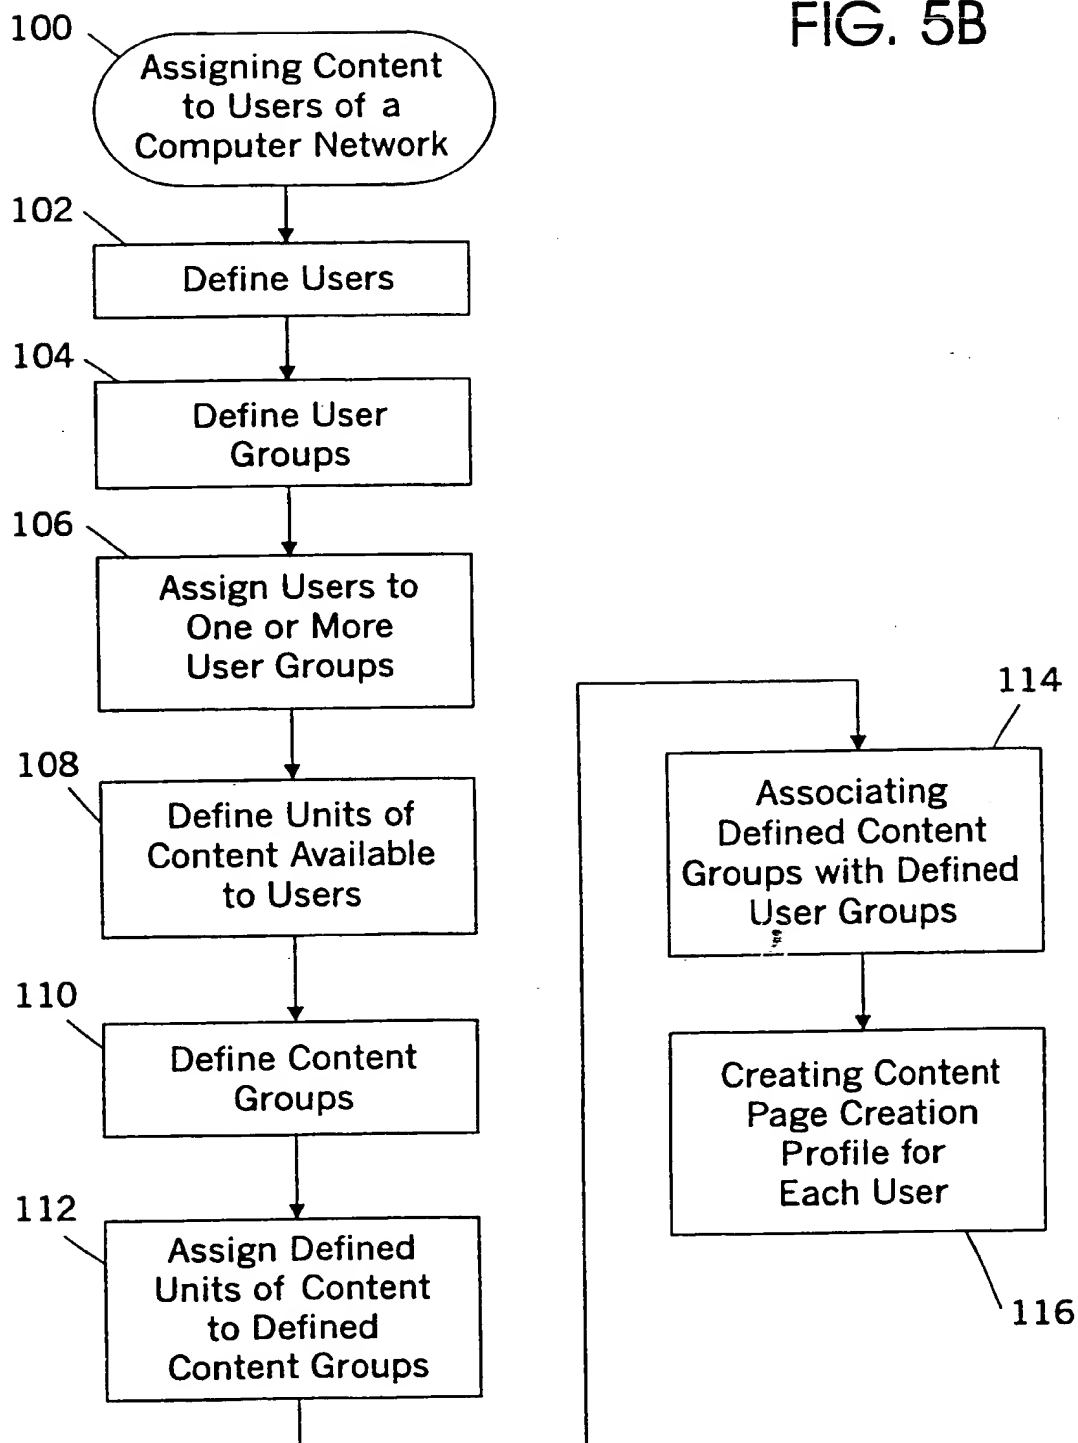 FIG. 5B
100
Assigning Content
to Users of a
Computer Network
102
Define Users
104
Define User
Groups
106
Assign Users to
One or More
User Groups
108
Define Units of
Content Available
to Users
110
Define Content
Groups
112
Assign Defined
Units of Content
to Defined
Content Groups
114
Associating
Defined Content
Groups with Defined
User Groups
Creating Content
Page Creation
Profile for
Each User
116